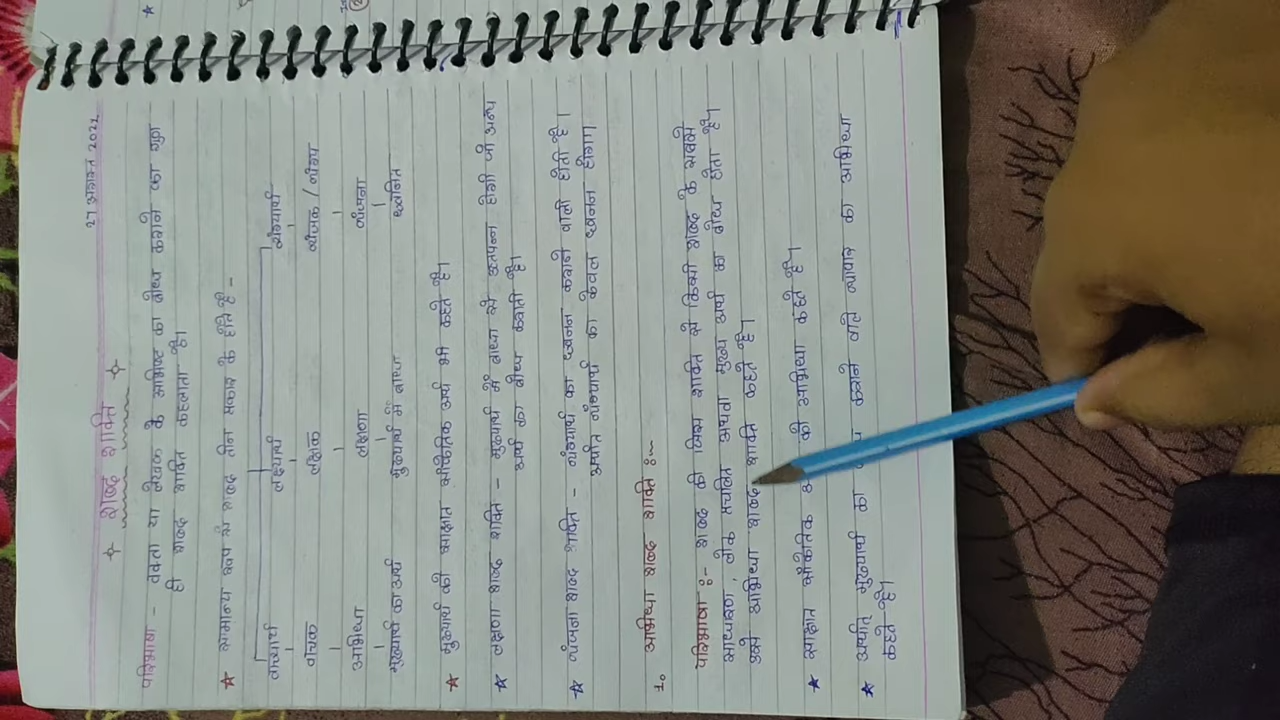 27 अगस्त 2022
शब्द शक्ति
परिभाषा - वक्ता या लेखक के अभिष्ट का बोध कराने का गुण
ही शब्द शक्ति कहलाता है।
★ सामान्य रूप से शब्द तीन प्रकार के होते है -
वाच्यार्थ लक्ष्यार्थ व्यंग्यार्थ
वाचक लक्षक व्यंजक / व्यंग्य
अभिधा लक्षणा व्यंजना
मुख्यार्थ का अर्थ मुख्यार्थ में बाधा ध्वनित
★ मुख्यार्थ को साक्षात सांकेतिक अर्थ भी कहते है।
★ लक्षणा शब्द शक्ति - मुख्यार्थ में बाधा से उत्पन्न होगी जो अन्य
अर्थ का बोध कराती है।
★ व्यंजना शब्द शक्ति - व्यंग्यार्थ का ध्वनन कराने वाली होती है।
अर्थात व्यंग्यार्थ का केवल ध्वनन होगा।
1. अभिधा शब्द शक्ति :-
परिभाषा :- शब्द की जिस शक्ति से किसी शब्द के सबसे
साधारण, लोक प्रचलित अथवा मुख्य अर्थ का बोध होता है।
उसे अभिधा शब्द शक्ति कहते है।
★ साक्षात सांकेतिक को अभिधा कहते है।
★ अर्थात् मुख्यार्थ का कराने वाले व्यापार को अभिधा
कहते है।